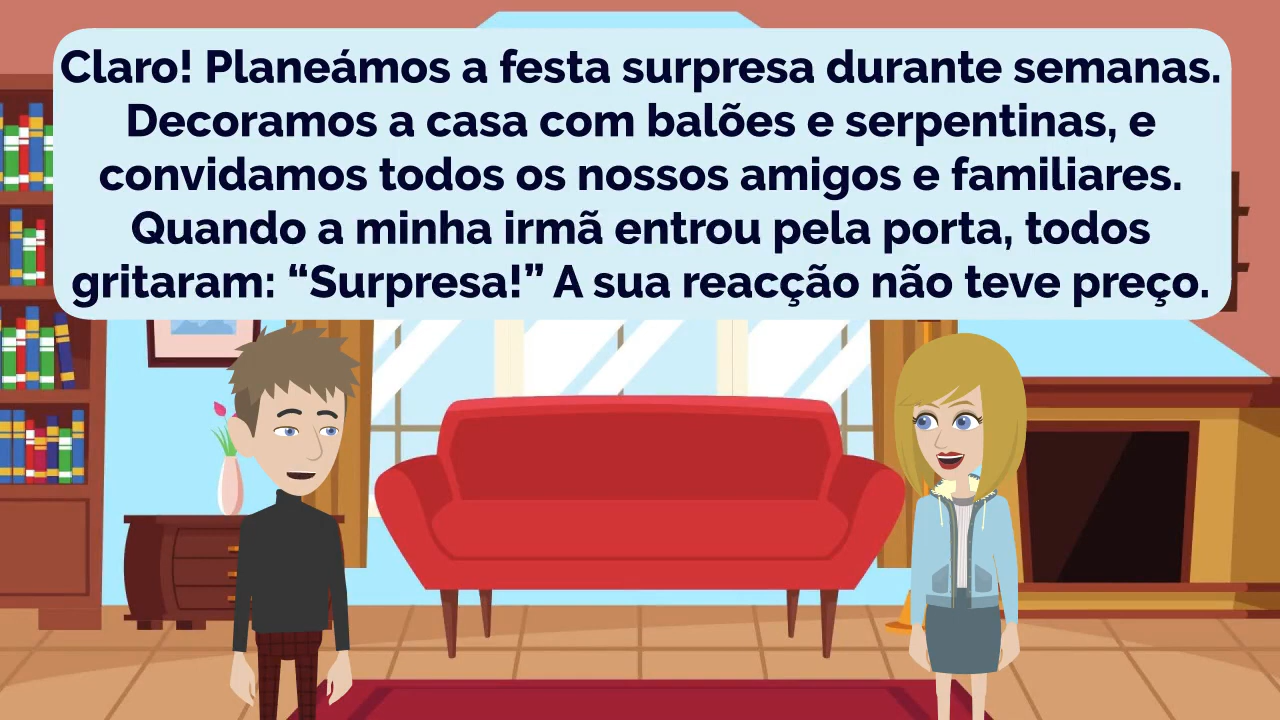 Claro! Planeámos a festa surpresa durante semanas.
Decoramos a casa com balões e serpentinas, e
convidamos todos os nossos amigos e familiares.
Quando a minha irmã entrou pela porta, todos
gritaram: “Surpresa!” A sua reacção não teve preço.